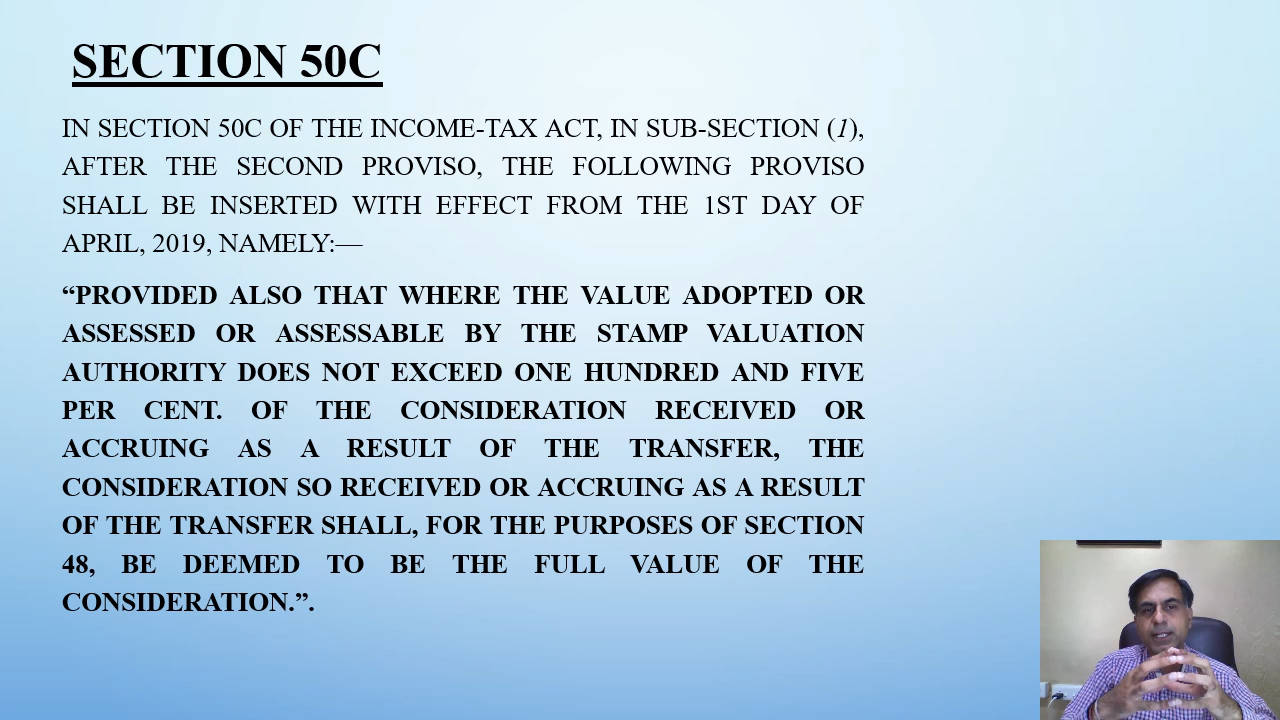 SECTION 50C
IN SECTION 50C OF THE INCOME-TAX ACT, IN SUB-SECTION (1),
AFTER THE SECOND PROVISO, THE FOLLOWING PROVISO
SHALL BE INSERTED WITH EFFECT FROM THE 1ST DAY OF
APRIL, 2019, NAMELY:—
“PROVIDED ALSO THAT WHERE THE VALUE ADOPTED OR
ASSESSED OR ASSESSABLE BY THE STAMP VALUATION
AUTHORITY DOES NOT EXCEED ONE HUNDRED AND FIVE
PER CENT. OF THE CONSIDERATION RECEIVED OR
ACCRUING AS A RESULT OF THE TRANSFER, THE
CONSIDERATION SO RECEIVED OR ACCRUING AS A RESULT
OF THE TRANSFER SHALL, FOR THE PURPOSES OF SECTION
48, BE DEEMED TO BE THE FULL VALUE OF THE
CONSIDERATION.”.